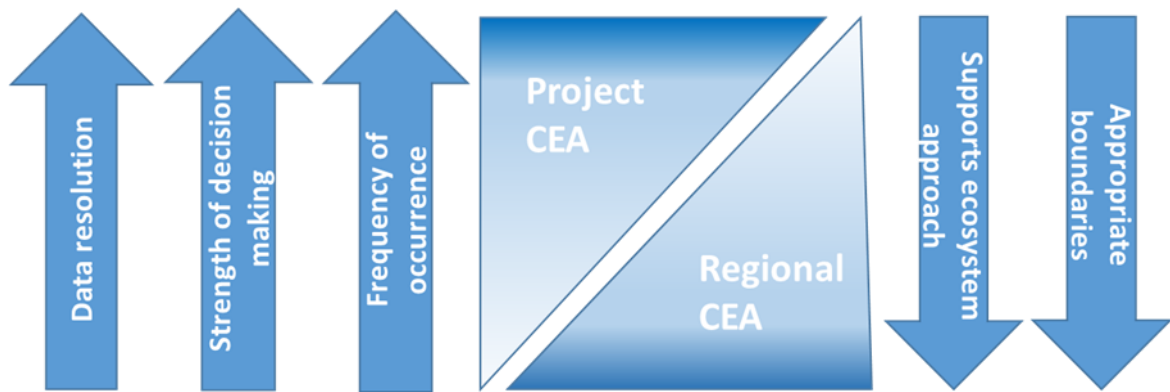 Data resolution
Strength of decision
making
Frequency of
occurrence
Project
CEA
Regional
CEA
Supports ecosystem
approach
Appropriate
boundaries